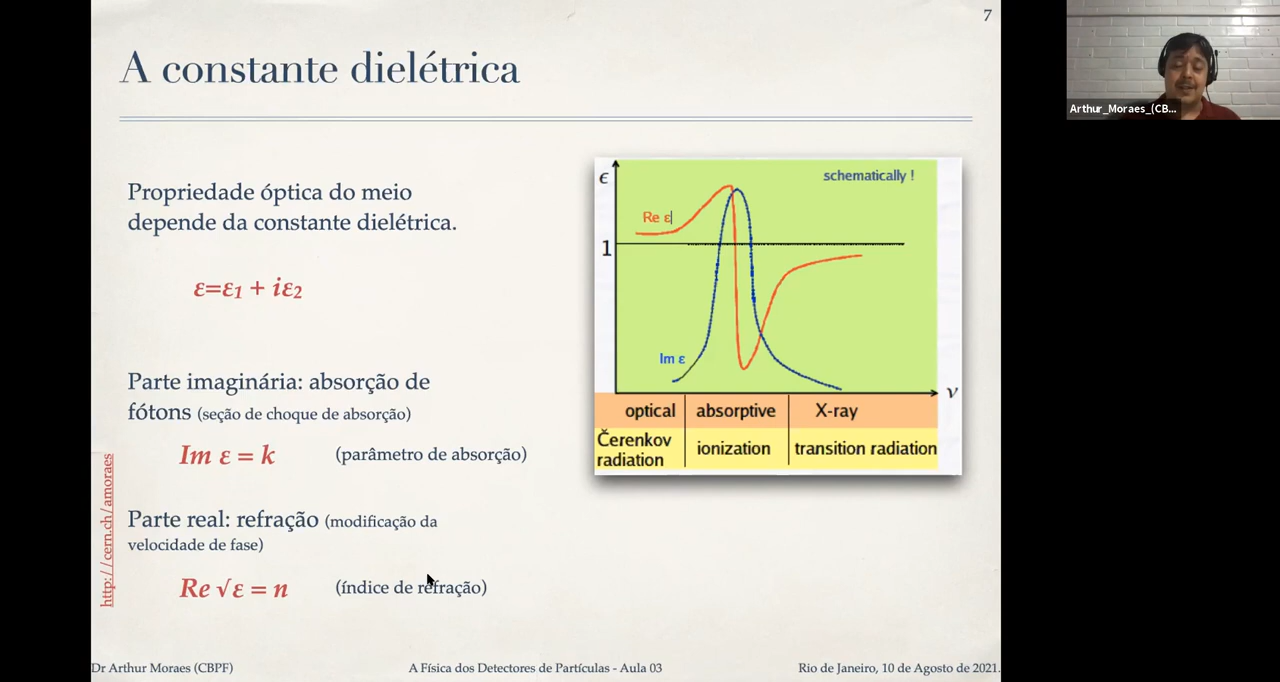 7
A constante dielétrica
Arthur_Moraes_(CB...
Propriedade óptica do meio
depende da constante dielétrica.
ε=ε₁ + iε₂
Parte imaginária: absorção de
fótons (seção de choque de absorção)
Im ε = k (parâmetro de absorção)
Parte real: refração (modificação da
velocidade de fase)
Re √ε = n (índice de refração)
http://cern.ch/amoraes
ϵ
schematically !
Re ε
1
Im ε
ν
optical absorptive X-ray
Čerenkov
radiation ionization transition radiation
Dr Arthur Moraes (CBPF) A Física dos Detectores de Partículas - Aula 03 Rio de Janeiro, 10 de Agosto de 2021.